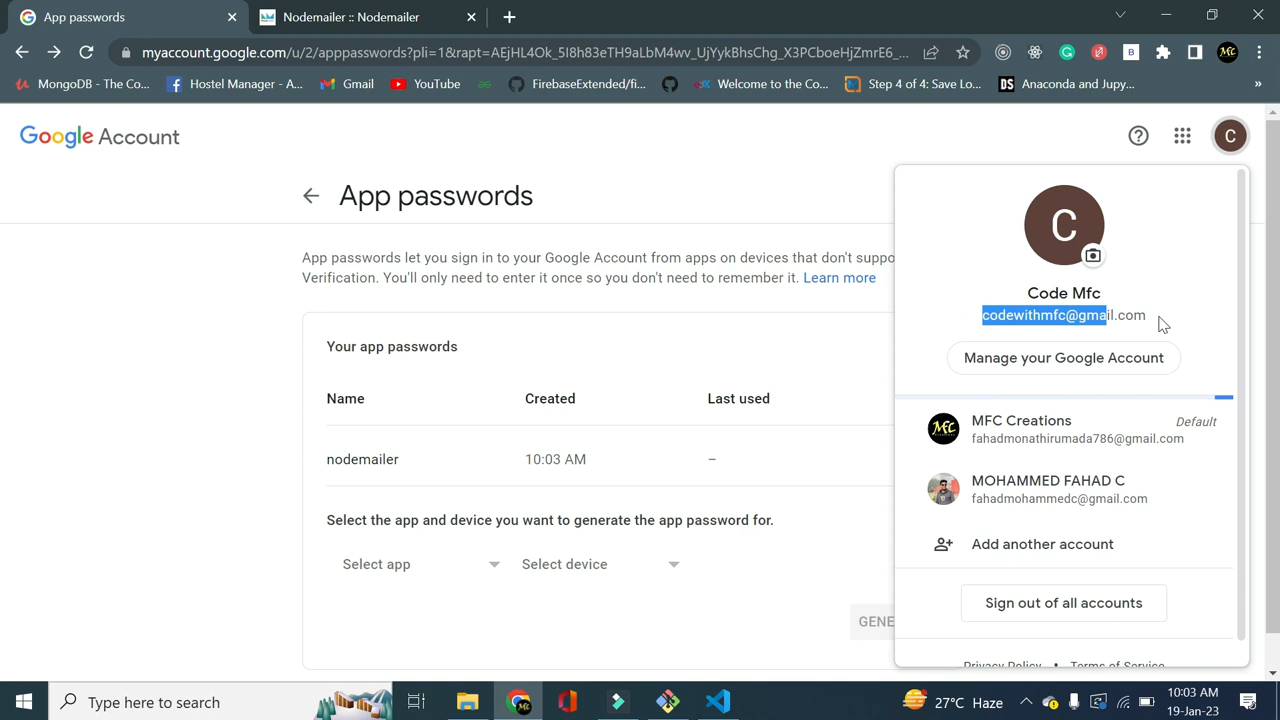 App passwords
Nodemailer :: Nodemailer
myaccount.google.com/u/2/apppasswords?pli=1&rapt=AEjHL4Ok_5I8h83eTH9aLbM4wv_UjYykBhsChg_X3PCboeHjZmrE6_...
MongoDB - The Co...
Hostel Manager - A...
Gmail
YouTube
FirebaseExtended/fi...
Welcome to the Co...
Step 4 of 4: Save Lo...
DS
Anaconda and Jupy...
»
Google Account
C
App passwords
App passwords let you sign in to your Google Account from apps on devices that don't suppo
Verification. You'll only need to enter it once so you don't need to remember it. Learn more
Your app passwords
Name Created Last used
nodemailer 10:03 AM –
Select the app and device you want to generate the app password for.
Select app Select device
GENE
C
Code Mfc
codewithmfc@gmail.com
Manage your Google Account
MFC Creations Default
fahadmonathirumada786@gmail.com
MOHAMMED FAHAD C
fahadmohammedc@gmail.com
Add another account
Sign out of all accounts
Privacy Policy • Terms of Service
Type here to search
27°C Haze
10:03 AM
19-Jan-23